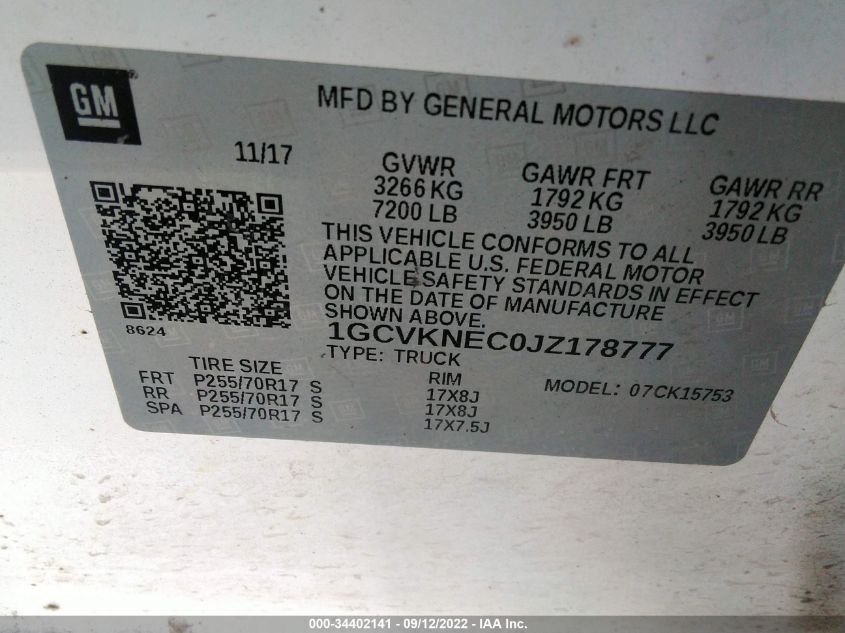 GM
MFD BY GENERAL MOTORS LLC
11/17
GVWR GAWR FRT GAWR RR
3266 KG 1792 KG 1792 KG
7200 LB 3950 LB 3950 LB
THIS VEHICLE CONFORMS TO ALL
APPLICABLE U.S. FEDERAL MOTOR
VEHICLE SAFETY STANDARDS IN EFFECT
ON THE DATE OF MANUFACTURE
SHOWN ABOVE.
8624
1GCVKNEC0JZ178777
TYPE: TRUCK
TIRE SIZE RIM MODEL: 07CK15753
FRT P255/70R17 S 17X8J
RR P255/70R17 S 17X8J
SPA P255/70R17 S 17X7.5J
000-34402141 - 09/12/2022 - IAA Inc.